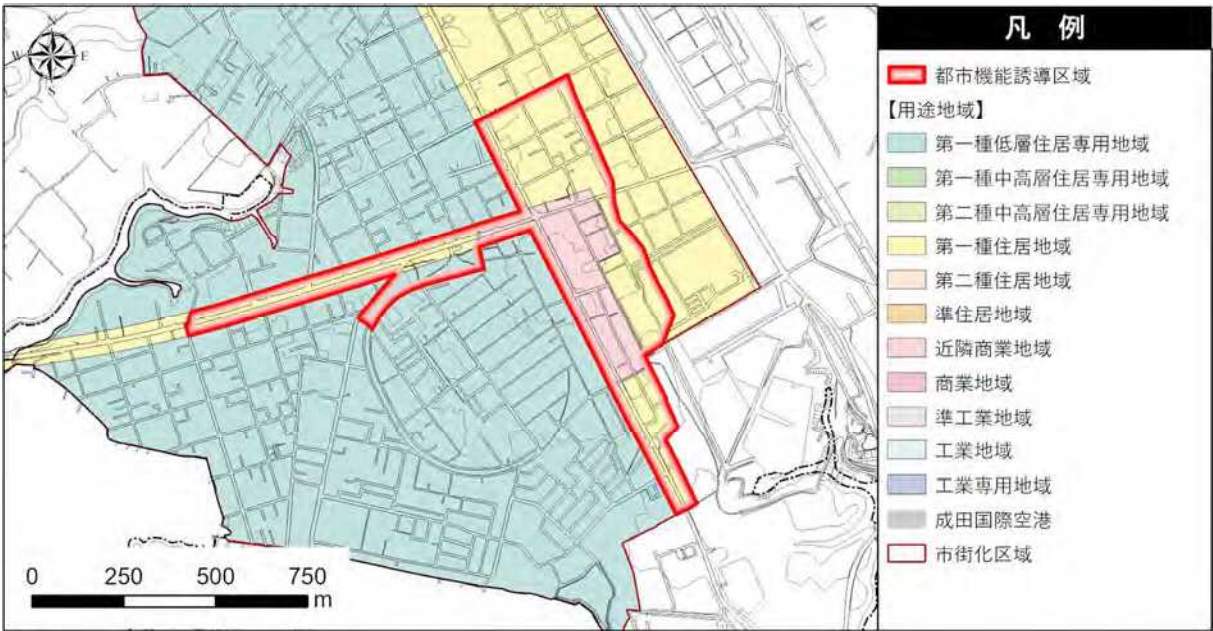 N
W
E
S
0 250 500 750
m
凡 例
都市機能誘導区域
【用途地域】
第一種低層住居専用地域
第一種中高層住居専用地域
第二種中高層住居専用地域
第一種住居地域
第二種住居地域
準住居地域
近隣商業地域
商業地域
準工業地域
工業地域
工業専用地域
成田国際空港
市街化区域